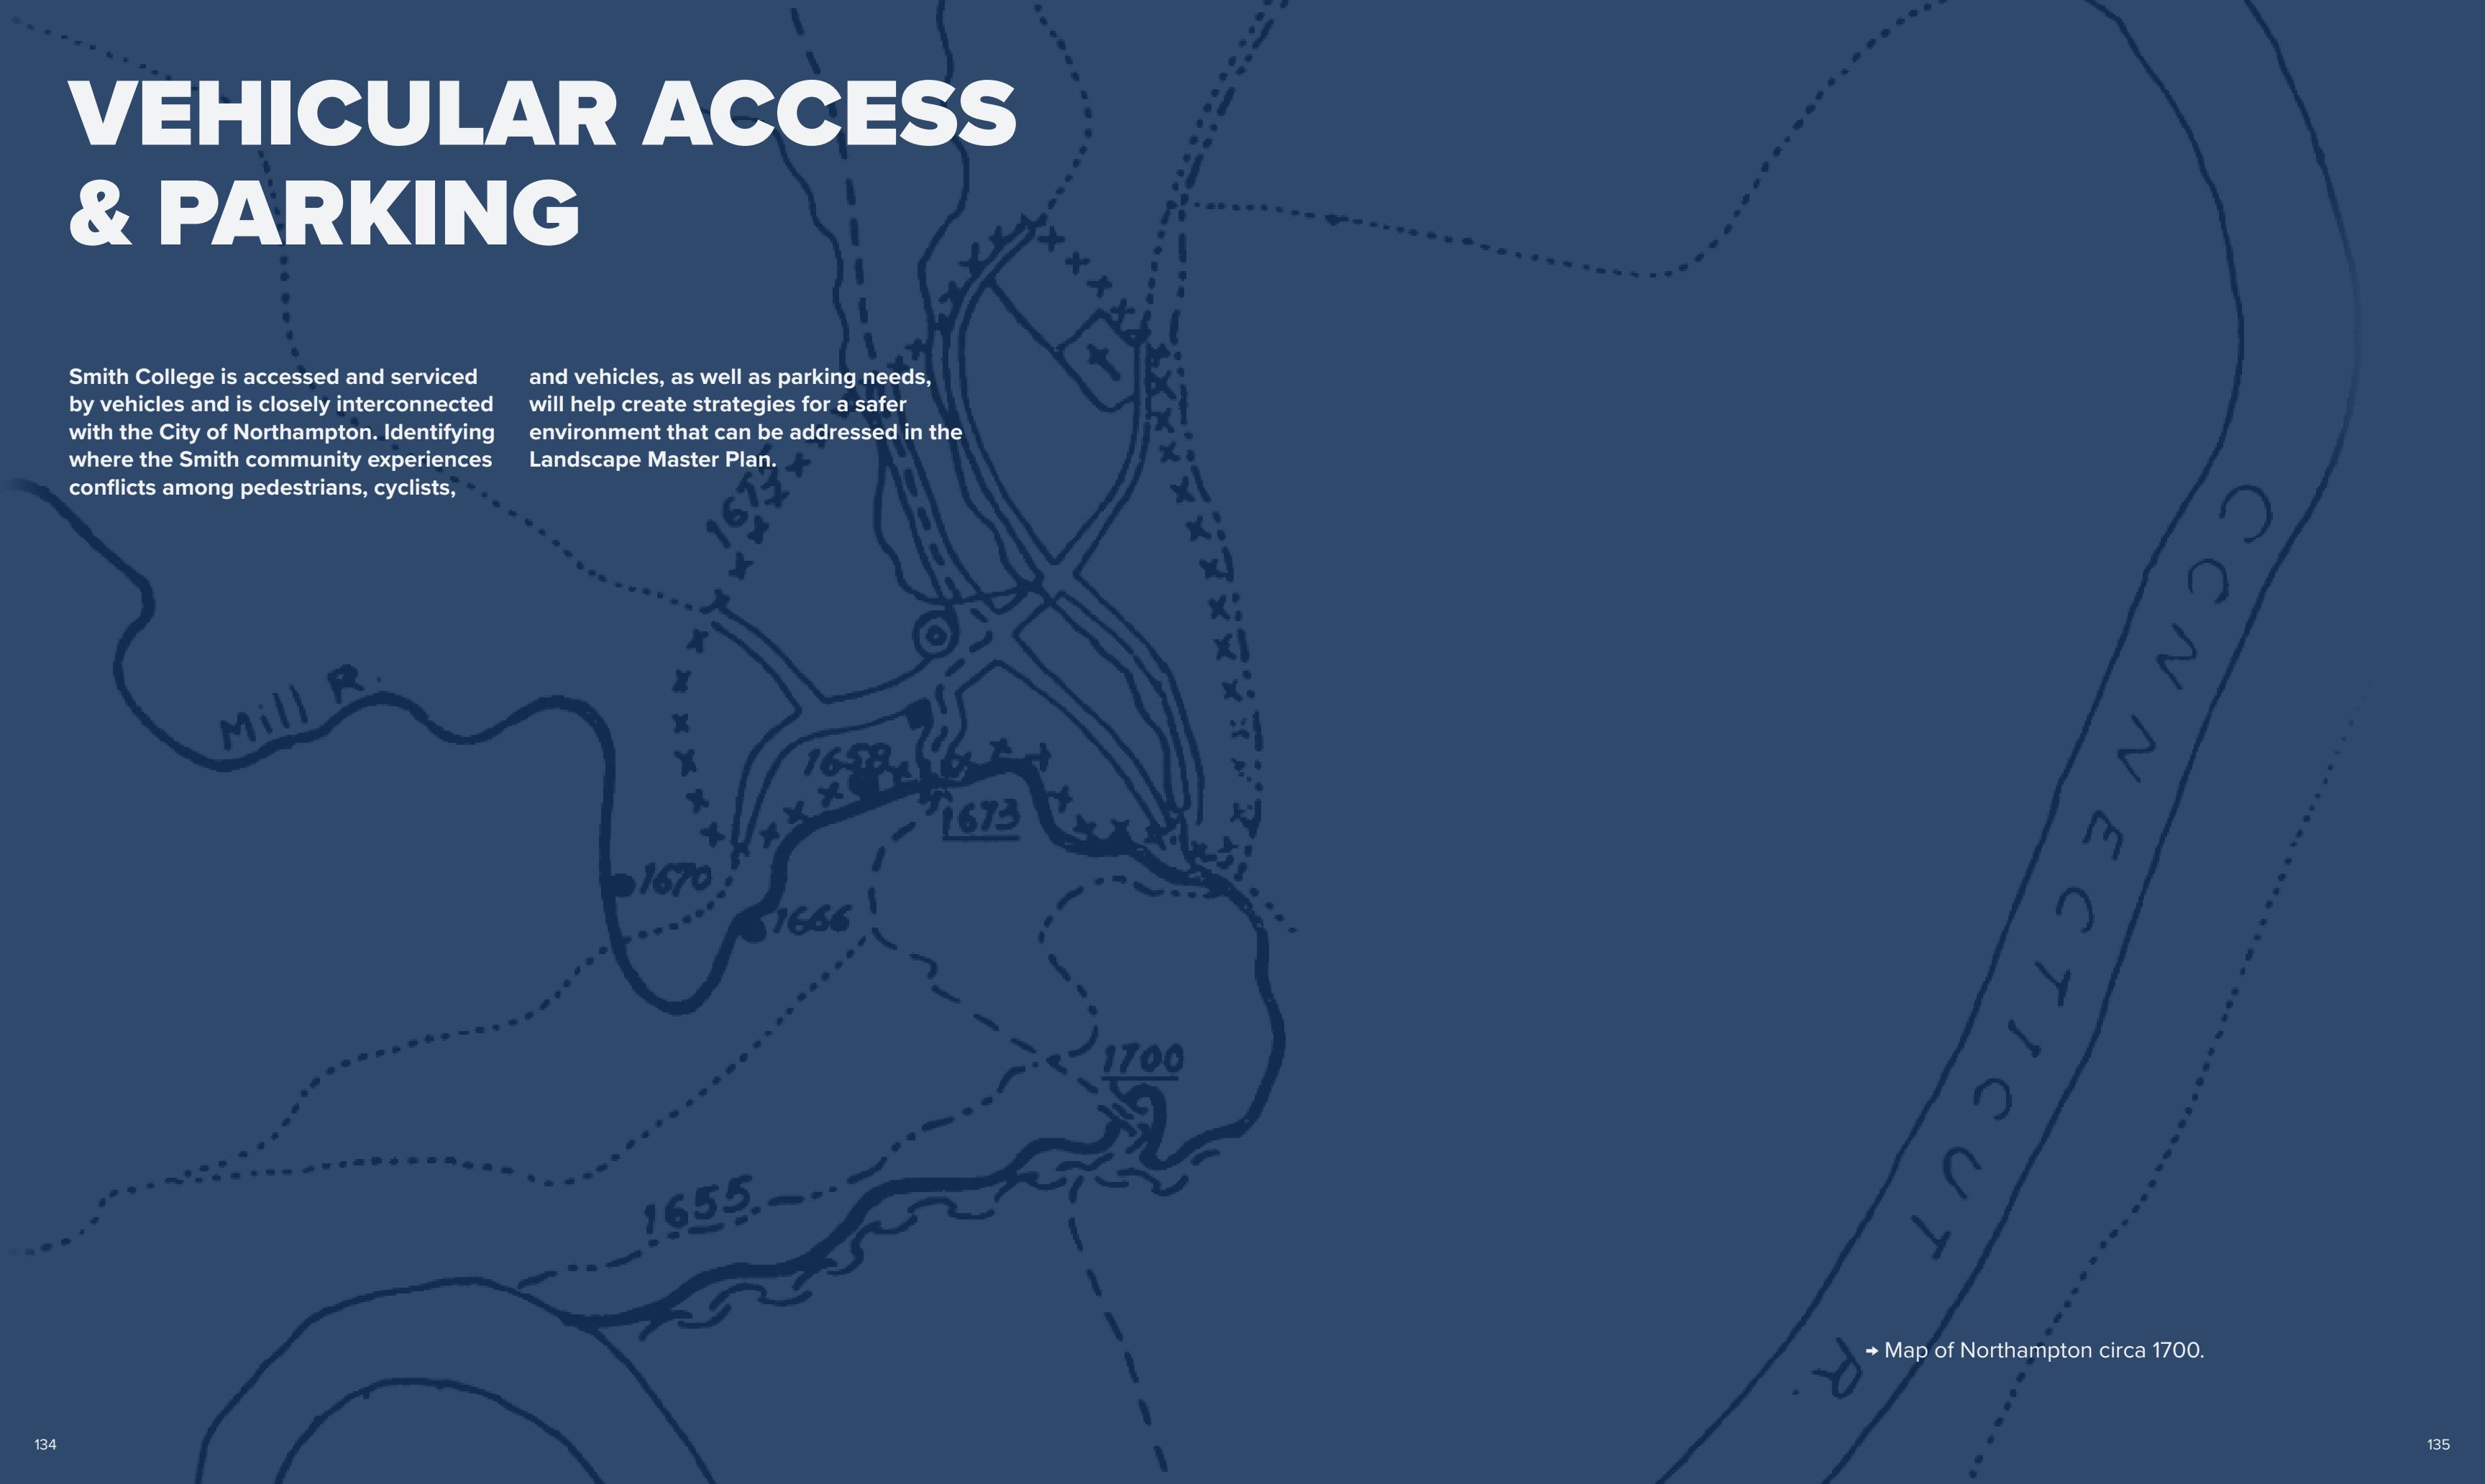 VEHICULAR ACCESS
& PARKING
Smith College is accessed and serviced
by vehicles and is closely interconnected
with the City of Northampton. Identifying
where the Smith community experiences
conflicts among pedestrians, cyclists,
and vehicles, as well as parking needs,
will help create strategies for a safer
environment that can be addressed in the
Landscape Master Plan.
1673
Mill R.
1658
1673
1670
1666
1700
1655
CONNECTICUT R.
→ Map of Northampton circa 1700.
134
135